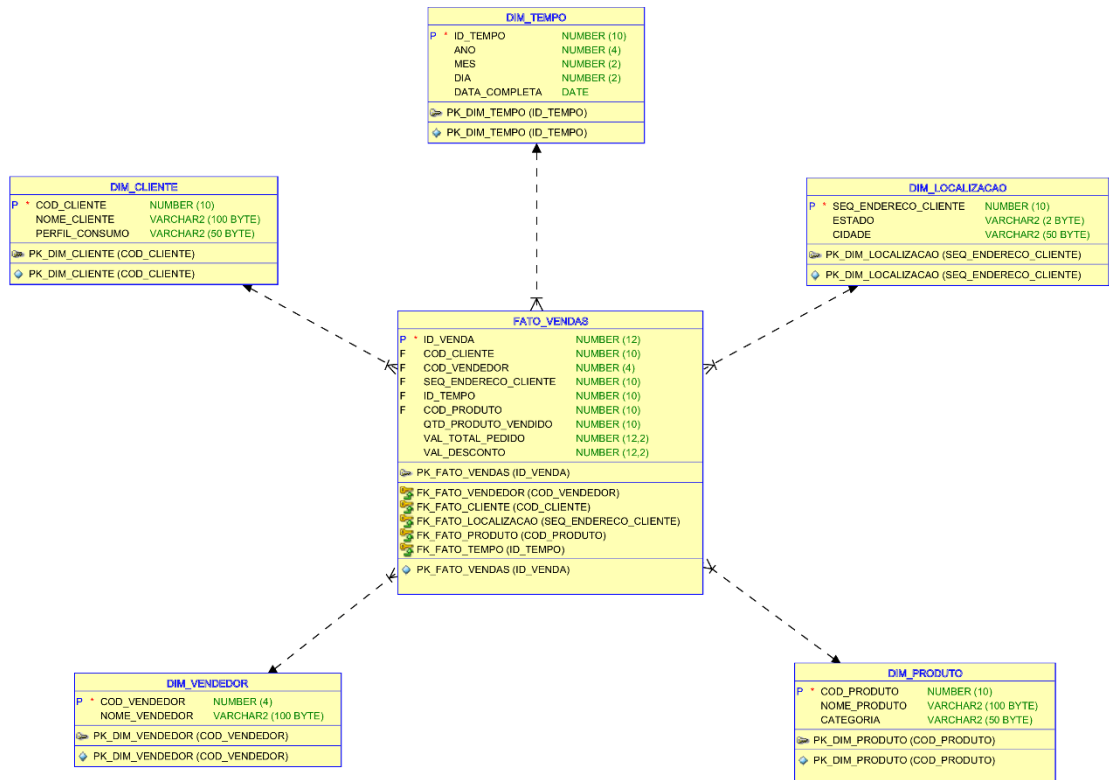 DIM_TEMPO
P * ID_TEMPO NUMBER (10)
ANO NUMBER (4)
MES NUMBER (2)
DIA NUMBER (2)
DATA_COMPLETA DATE
PK_DIM_TEMPO (ID_TEMPO)
PK_DIM_TEMPO (ID_TEMPO)
DIM_CLIENTE
P * COD_CLIENTE NUMBER (10)
NOME_CLIENTE VARCHAR2 (100 BYTE)
PERFIL_CONSUMO VARCHAR2 (50 BYTE)
PK_DIM_CLIENTE (COD_CLIENTE)
PK_DIM_CLIENTE (COD_CLIENTE)
DIM_LOCALIZACAO
P * SEQ_ENDERECO_CLIENTE NUMBER (10)
ESTADO VARCHAR2 (2 BYTE)
CIDADE VARCHAR2 (50 BYTE)
PK_DIM_LOCALIZACAO (SEQ_ENDERECO_CLIENTE)
PK_DIM_LOCALIZACAO (SEQ_ENDERECO_CLIENTE)
FATO_VENDAS
P * ID_VENDA NUMBER (12)
F COD_CLIENTE NUMBER (10)
F COD_VENDEDOR NUMBER (4)
F SEQ_ENDERECO_CLIENTE NUMBER (10)
F ID_TEMPO NUMBER (10)
F COD_PRODUTO NUMBER (10)
QTD_PRODUTO_VENDIDO NUMBER (10)
VAL_TOTAL_PEDIDO NUMBER (12,2)
VAL_DESCONTO NUMBER (12,2)
PK_FATO_VENDAS (ID_VENDA)
FK_FATO_VENDEDOR (COD_VENDEDOR)
FK_FATO_CLIENTE (COD_CLIENTE)
FK_FATO_LOCALIZACAO (SEQ_ENDERECO_CLIENTE)
FK_FATO_PRODUTO (COD_PRODUTO)
FK_FATO_TEMPO (ID_TEMPO)
PK_FATO_VENDAS (ID_VENDA)
DIM_VENDEDOR
P * COD_VENDEDOR NUMBER (4)
NOME_VENDEDOR VARCHAR2 (100 BYTE)
PK_DIM_VENDEDOR (COD_VENDEDOR)
PK_DIM_VENDEDOR (COD_VENDEDOR)
DIM_PRODUTO
P * COD_PRODUTO NUMBER (10)
NOME_PRODUTO VARCHAR2 (100 BYTE)
CATEGORIA VARCHAR2 (50 BYTE)
PK_DIM_PRODUTO (COD_PRODUTO)
PK_DIM_PRODUTO (COD_PRODUTO)